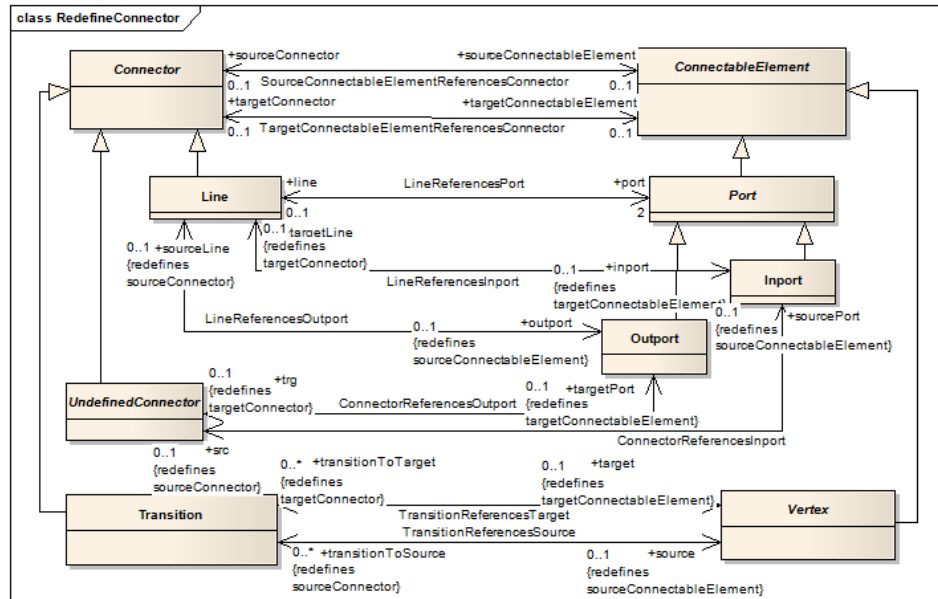 class RedefineConnector
+sourceConnector
+sourceConnectableElement
Connector
ConnectableElement
0..1
SourceConnectableElementReferencesConnector
0..1
+targetConnector
+targetConnectableElement
0..1
TargetConnectableElementReferencesConnector
0..1
+line
LineReferencesPort
+port
Line
Port
0..1
2
0..1
+sourceLine
{redefines
sourceConnector}
0..1
targetLine
{redefines
targetConnector}
LineReferencesInport
0..1
+inport
{redefines
targetConnectableElement}
Inport
LineReferencesOutport
0..1
+outport
{redefines
sourceConnectableElement}
Outport
0..1
+sourcePort
{redefines
sourceConnectableElement}
UndefinedConnector
0..1
+trg
{redefines
targetConnector}
ConnectorReferencesOutport
0..1
+targetPort
{redefines
targetConnectableElement}
ConnectorReferencesInport
0..1
+src
{redefines
sourceConnector}
0..*
+transitionToTarget
{redefines
targetConnector}
0..1
+target
{redefines
targetConnectableElement}
Transition
TransitionReferencesTarget
Vertex
TransitionReferencesSource
0..*
+transitionToSource
{redefines
sourceConnector}
0..1
+source
{redefines
sourceConnectableElement}